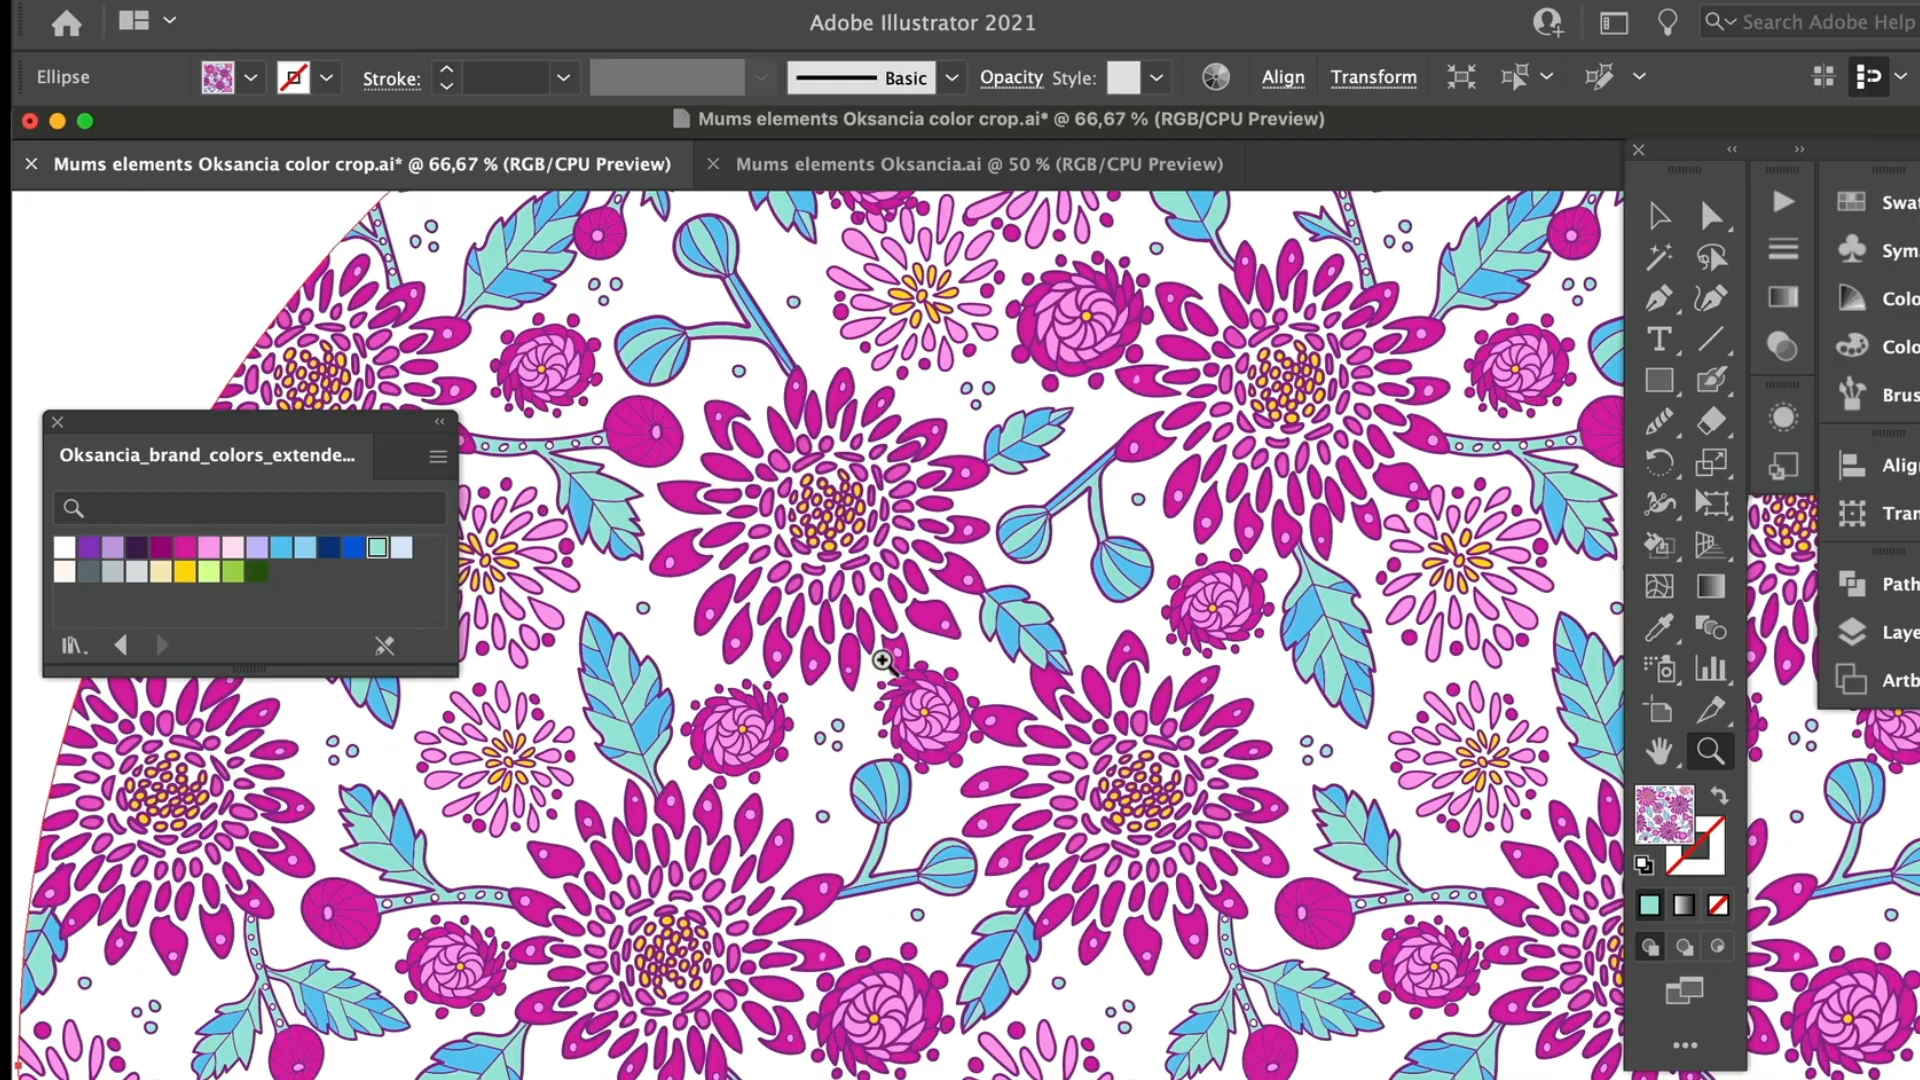 Adobe Illustrator 2021
Search Adobe Help
Ellipse
Stroke:
Basic
Opacity
Style:
Align
Transform
Mums elements Oksancia color crop.ai* @ 66,67 % (RGB/CPU Preview)
Mums elements Oksancia color crop.ai* @ 66,67 % (RGB/CPU Preview)
Mums elements Oksancia.ai @ 50 % (RGB/CPU Preview)
Swat
Sym
Colo
Colo
Brus
Align
Tran
Path
Laye
Artb
Oksancia_brand_colors_extende...